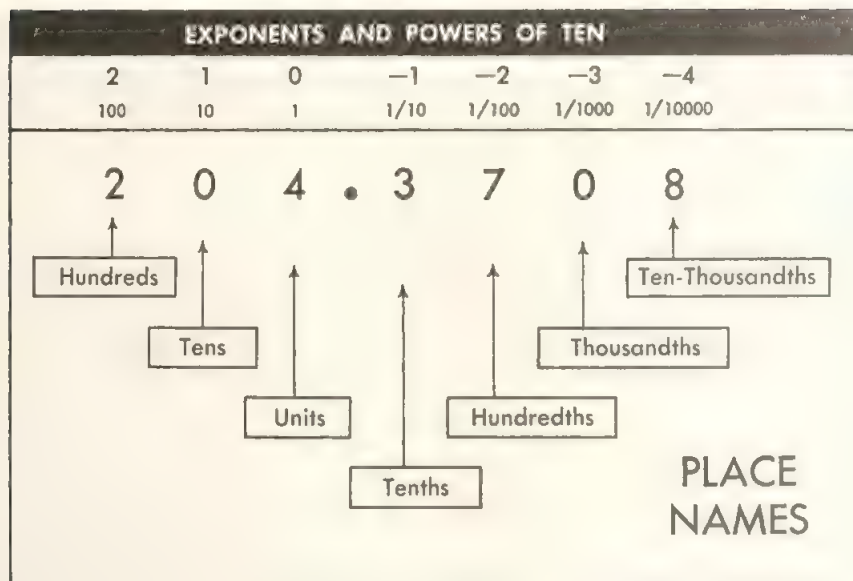 EXPONENTS AND POWERS OF TEN
2 1 0 −1 −2 −3 −4
100 10 1 1/10 1/100 1/1000 1/10000
2 0 4 . 3 7 0 8
Hundreds Ten-Thousandths
Tens Thousandths
Units Hundredths
Tenths
PLACE
NAMES